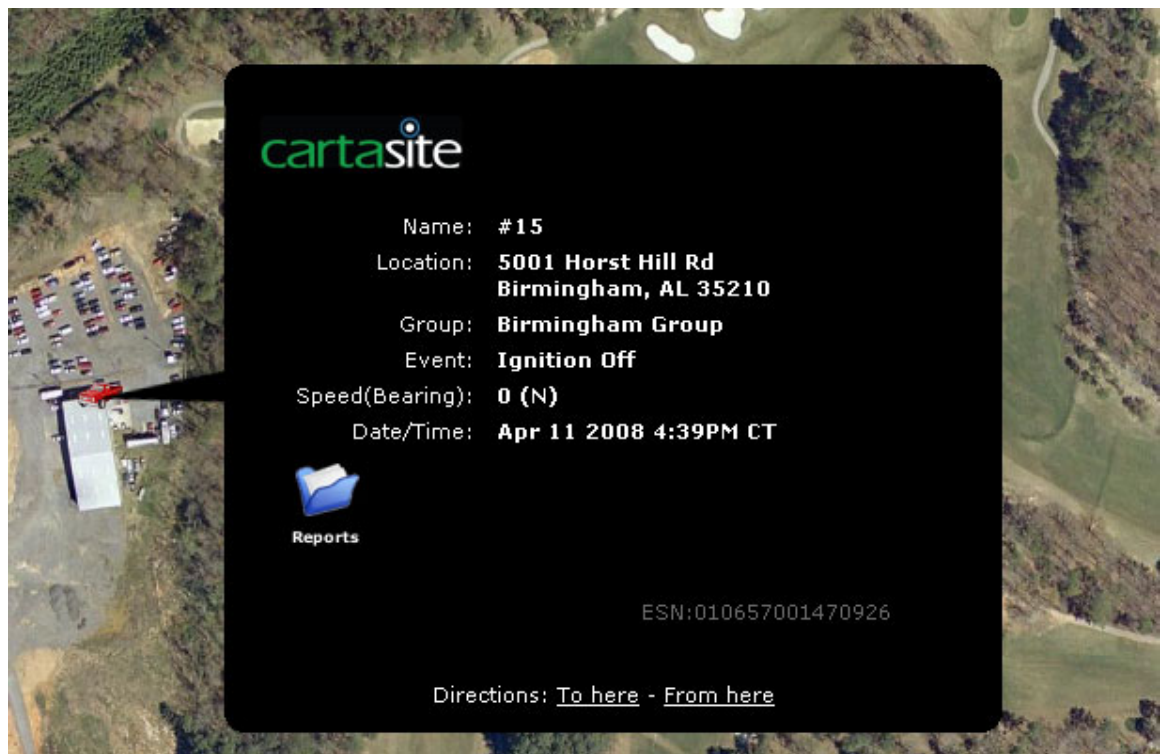 cartasite
Name: #15
Location: 5001 Horst Hill Rd
Birmingham, AL 35210
Group: Birmingham Group
Event: Ignition Off
Speed(Bearing): 0 (N)
Date/Time: Apr 11 2008 4:39PM CT
Reports
ESN:010657001470926
Directions: To here - From here